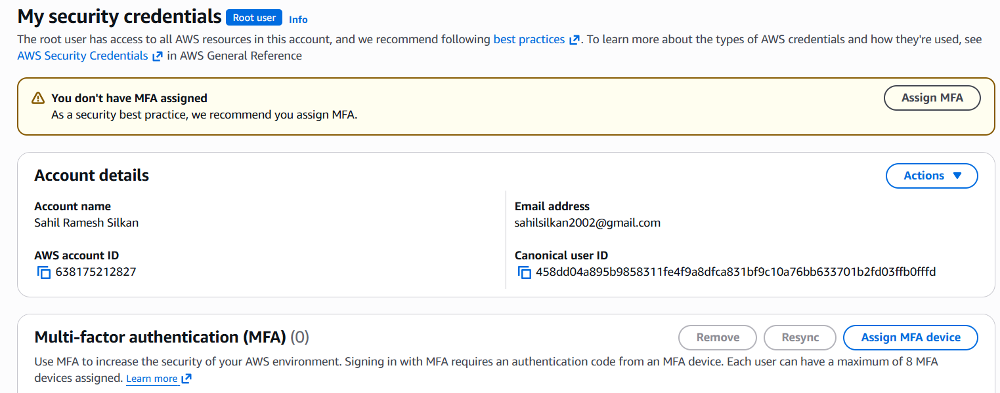 My security credentials Root user Info
The root user has access to all AWS resources in this account, and we recommend following best practices. To learn more about the types of AWS credentials and how they're used, see
AWS Security Credentials in AWS General Reference
You don't have MFA assigned
As a security best practice, we recommend you assign MFA.
Assign MFA
Account details
Actions
Account name
Sahil Ramesh Silkan
Email address
sahilsilkan2002@gmail.com
AWS account ID
638175212827
Canonical user ID
458dd04a895b9858311fe4f9a8dfca831bf9c10a76bb633701b2fd03ffb0fffd
Multi-factor authentication (MFA) (0)
Remove
Resync
Assign MFA device
Use MFA to increase the security of your AWS environment. Signing in with MFA requires an authentication code from an MFA device. Each user can have a maximum of 8 MFA
devices assigned. Learn more